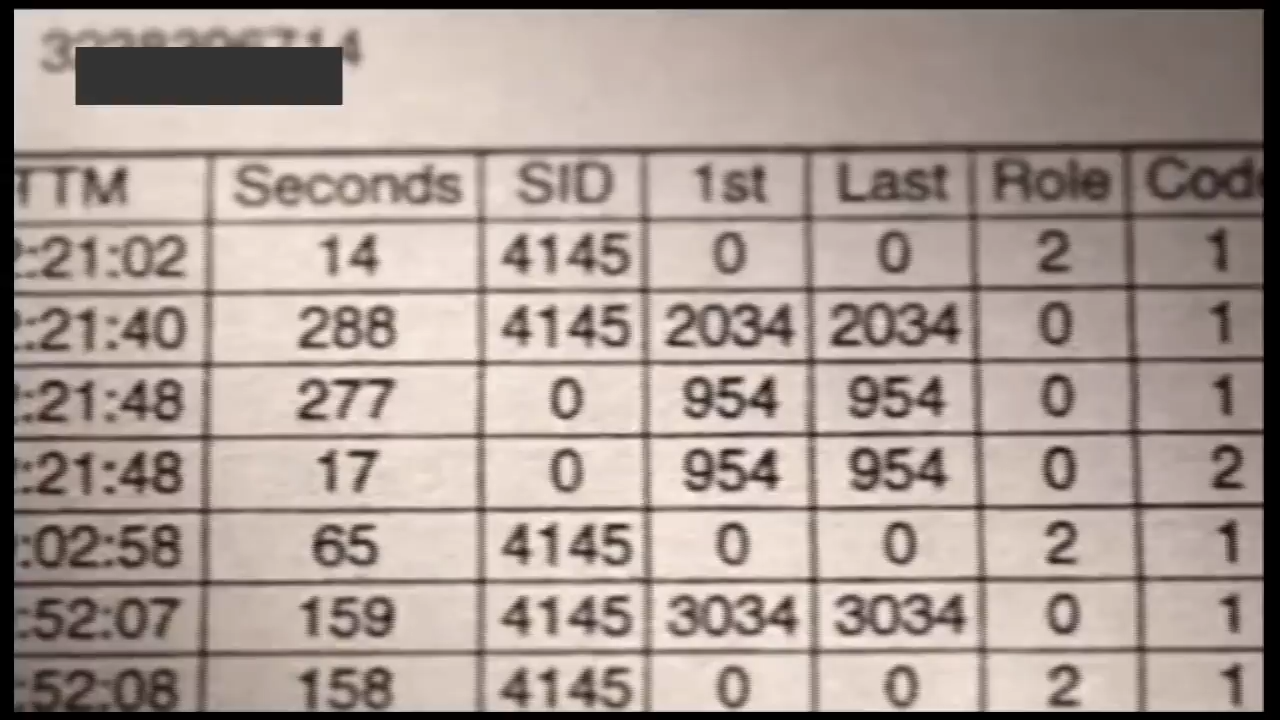 TTM Seconds SID 1st Last Role Code
:21:02 14 4145 0 0 2 1
:21:40 288 4145 2034 2034 0 1
:21:48 277 0 954 954 0 1
:21:48 17 0 954 954 0 2
:02:58 65 4145 0 0 2 1
:52:07 159 4145 3034 3034 0 1
:52:08 158 4145 0 0 2 1